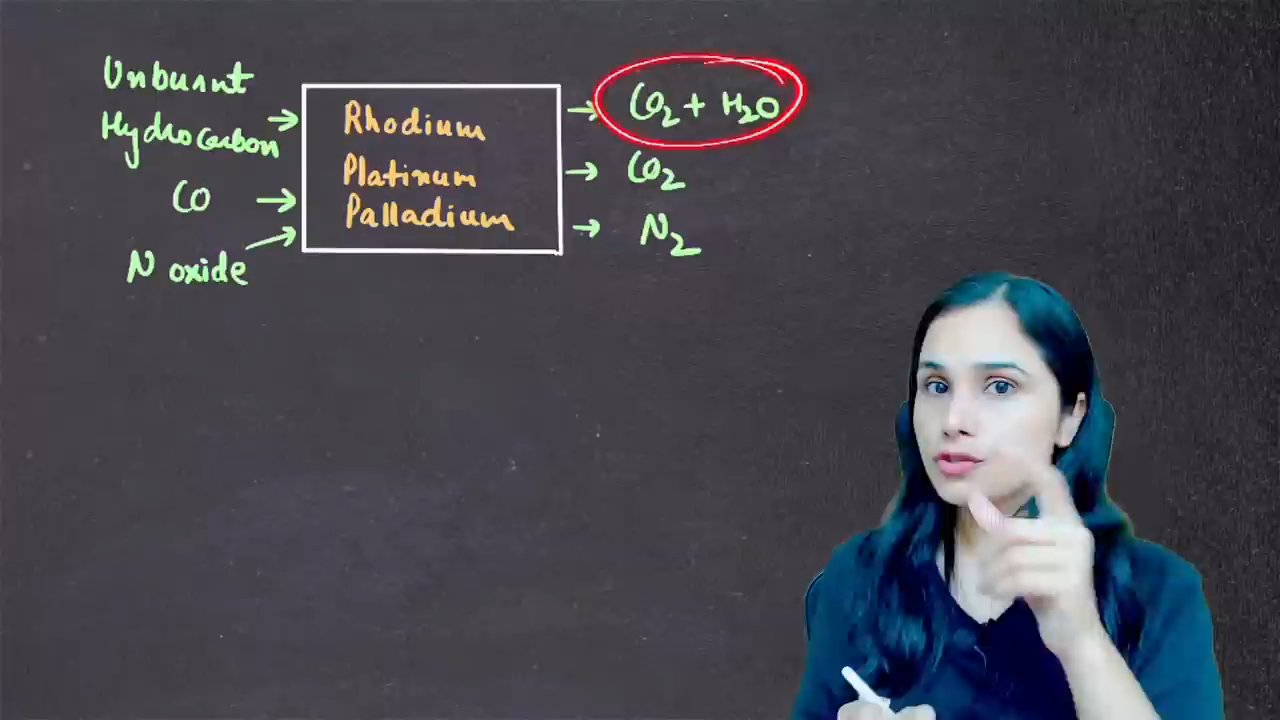 Unburnt
Hydrocarbon
CO
N oxide
Rhodium
Platinum
Palladium
CO₂ + H₂O
CO₂
N₂